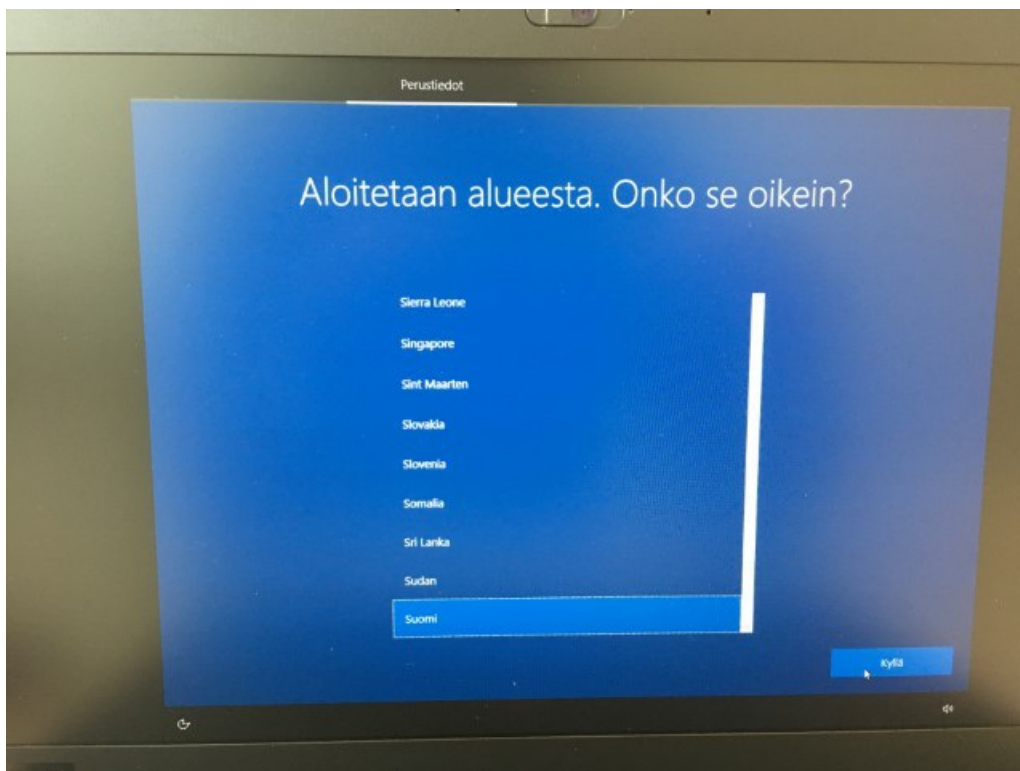 Perustiedot
Aloitetaan alueesta. Onko se oikein?
Sierra Leone
Singapore
Sint Maarten
Slovakia
Slovenia
Somalia
Sri Lanka
Sudan
Suomi
Kyllä